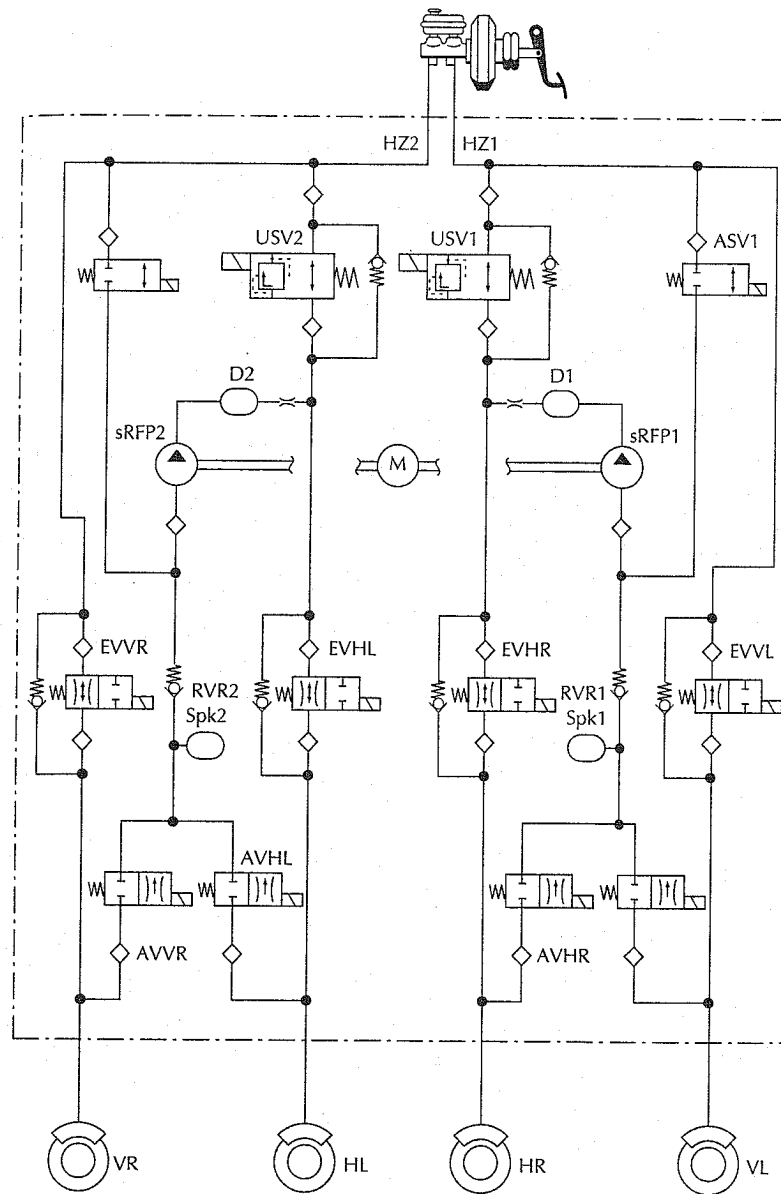 HZ2 HZ1
USV2 USV1 ASV1
D2 D1
sRFP2 M sRFP1
EVVR EVHL EVHR EVVL
RVR2 RVR1
Spk2 Spk1
AVHL
AVVR AVHR
VR HL HR VL